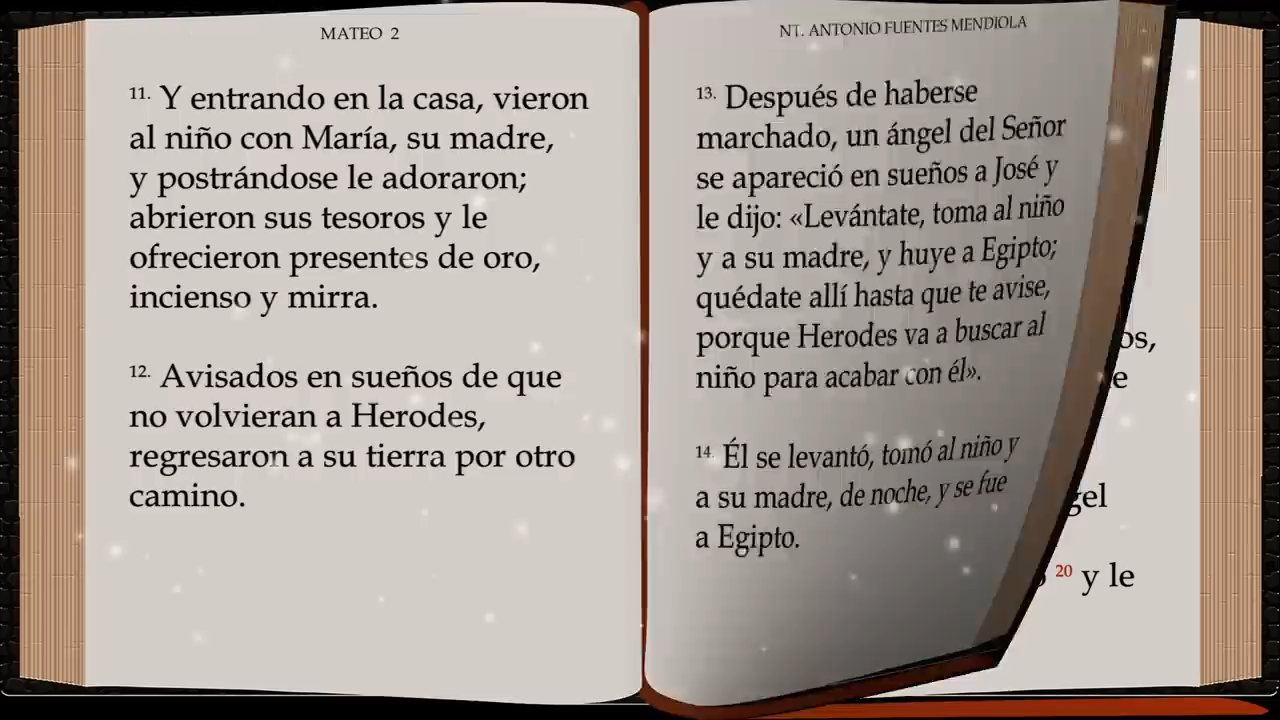 MATEO 2
11. Y entrando en la casa, vieron
al niño con María, su madre,
y postrándose le adoraron;
abrieron sus tesoros y le
ofrecieron presentes de oro,
incienso y mirra.
12. Avisados en sueños de que
no volvieran a Herodes,
regresaron a su tierra por otro
camino.
NT. ANTONIO FUENTES MENDIOLA
13. Después de haberse
marchado, un ángel del Señor
se apareció en sueños a José y
le dijo: «Levántate, toma al niño
y a su madre, y huye a Egipto;
quédate allí hasta que te avise,
porque Herodes va a buscar al
niño para acabar con él».
14. Él se levantó, tomó al niño y
a su madre, de noche, y se fue
a Egipto.
20 y le